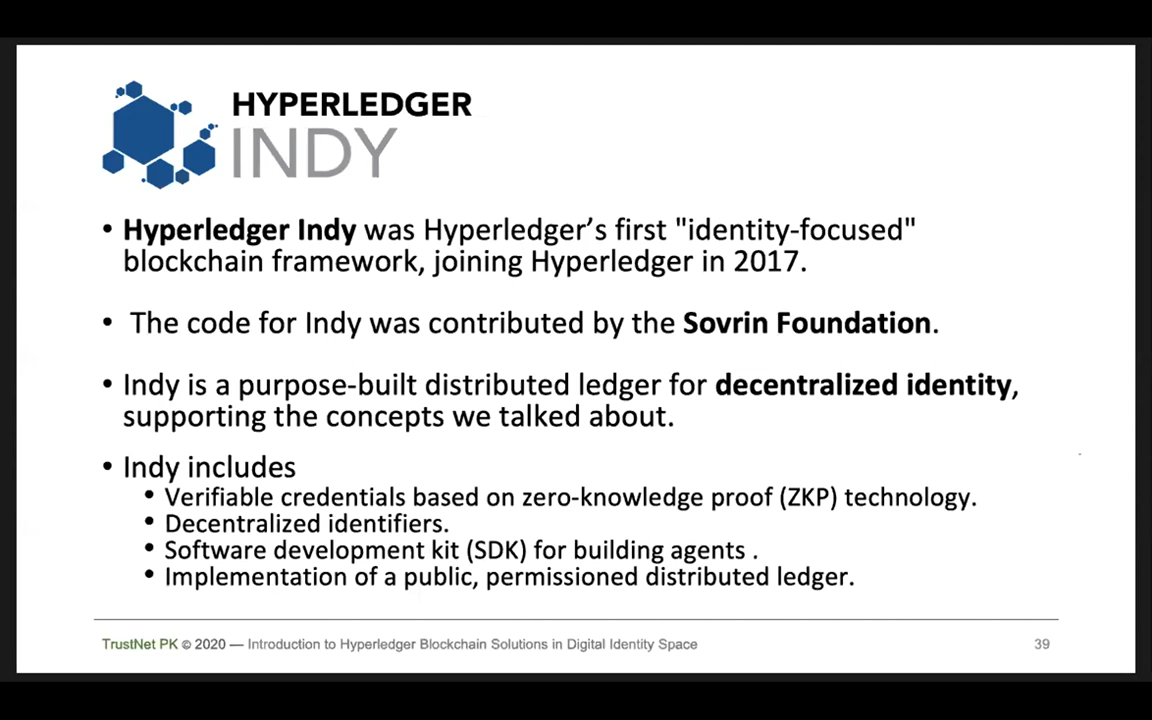 HYPERLEDGER
INDY
• Hyperledger Indy was Hyperledger’s first "identity-focused"
blockchain framework, joining Hyperledger in 2017.
• The code for Indy was contributed by the Sovrin Foundation.
• Indy is a purpose-built distributed ledger for decentralized identity,
supporting the concepts we talked about.
• Indy includes
• Verifiable credentials based on zero-knowledge proof (ZKP) technology.
• Decentralized identifiers.
• Software development kit (SDK) for building agents .
• Implementation of a public, permissioned distributed ledger.
TrustNet PK © 2020 — Introduction to Hyperledger Blockchain Solutions in Digital Identity Space 39